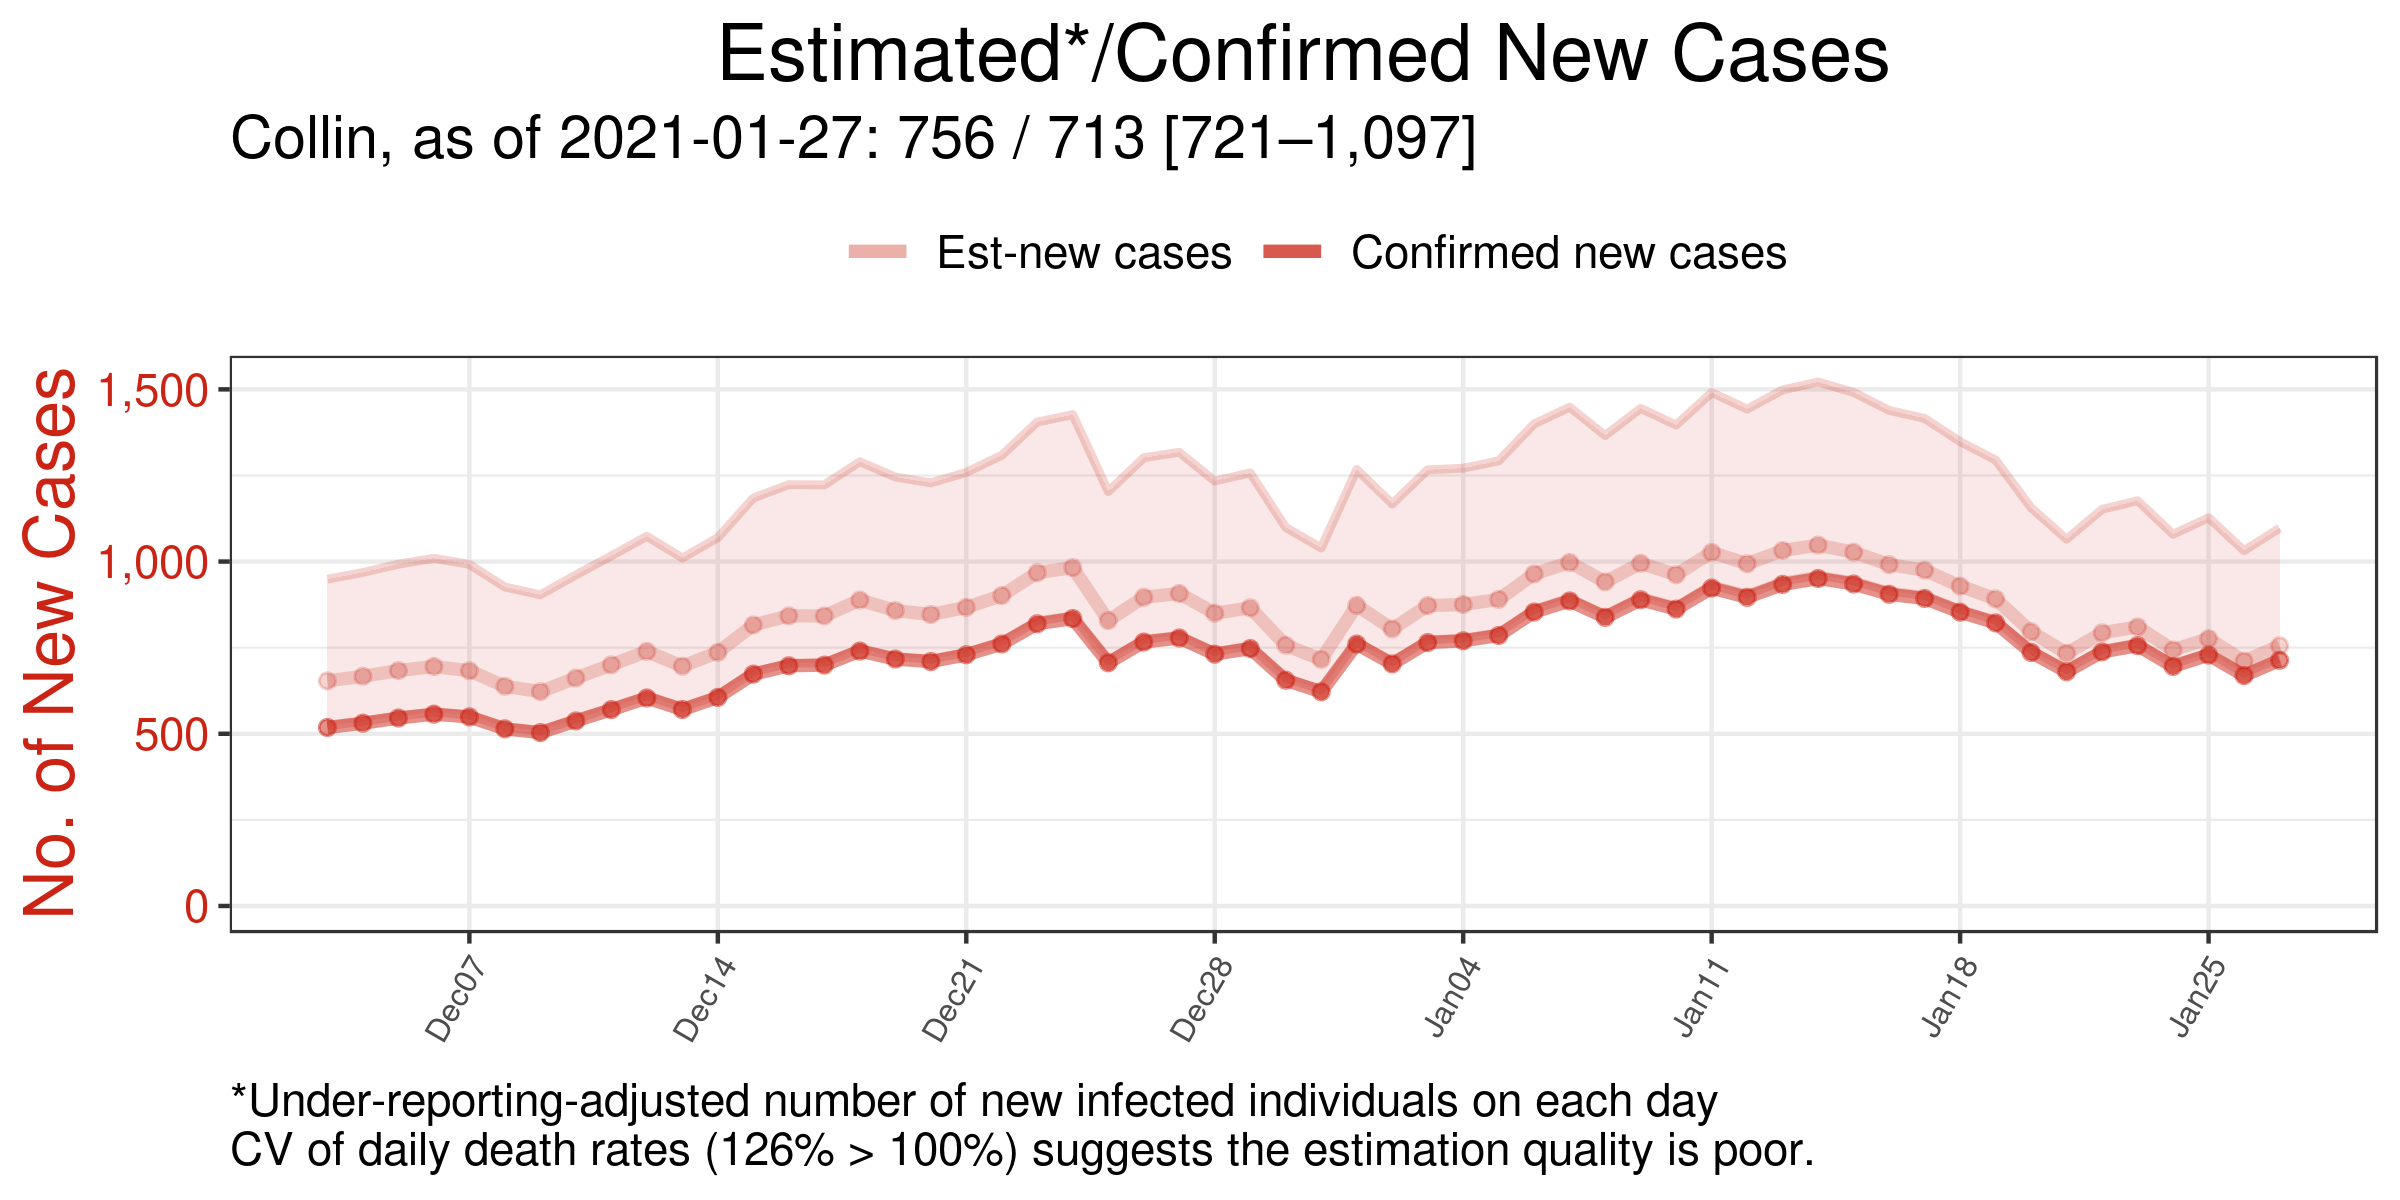 Estimated*/Confirmed New Cases
Collin, as of 2021-01-27: 756 / 713 [721–1,097]
Est-new cases
Confirmed new cases
No. of New Cases
1,500
1,000
500
0
Dec07
Dec14
Dec21
Dec28
Jan04
Jan11
Jan18
Jan25
*Under-reporting-adjusted number of new infected individuals on each day
CV of daily death rates (126% > 100%) suggests the estimation quality is poor.